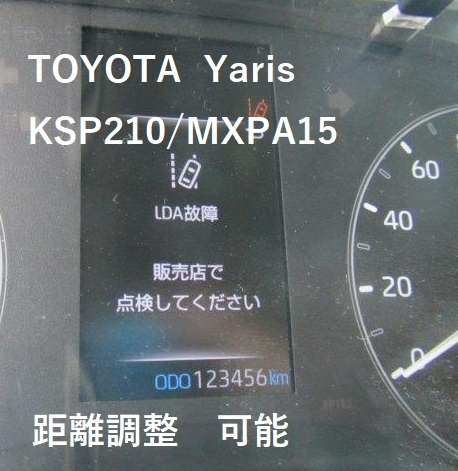 TOYOTA Yaris
KSP210/MXPA15
LDA故障
販売店で
点検してください
60
40
20
0
ODO123456km
距離調整 可能